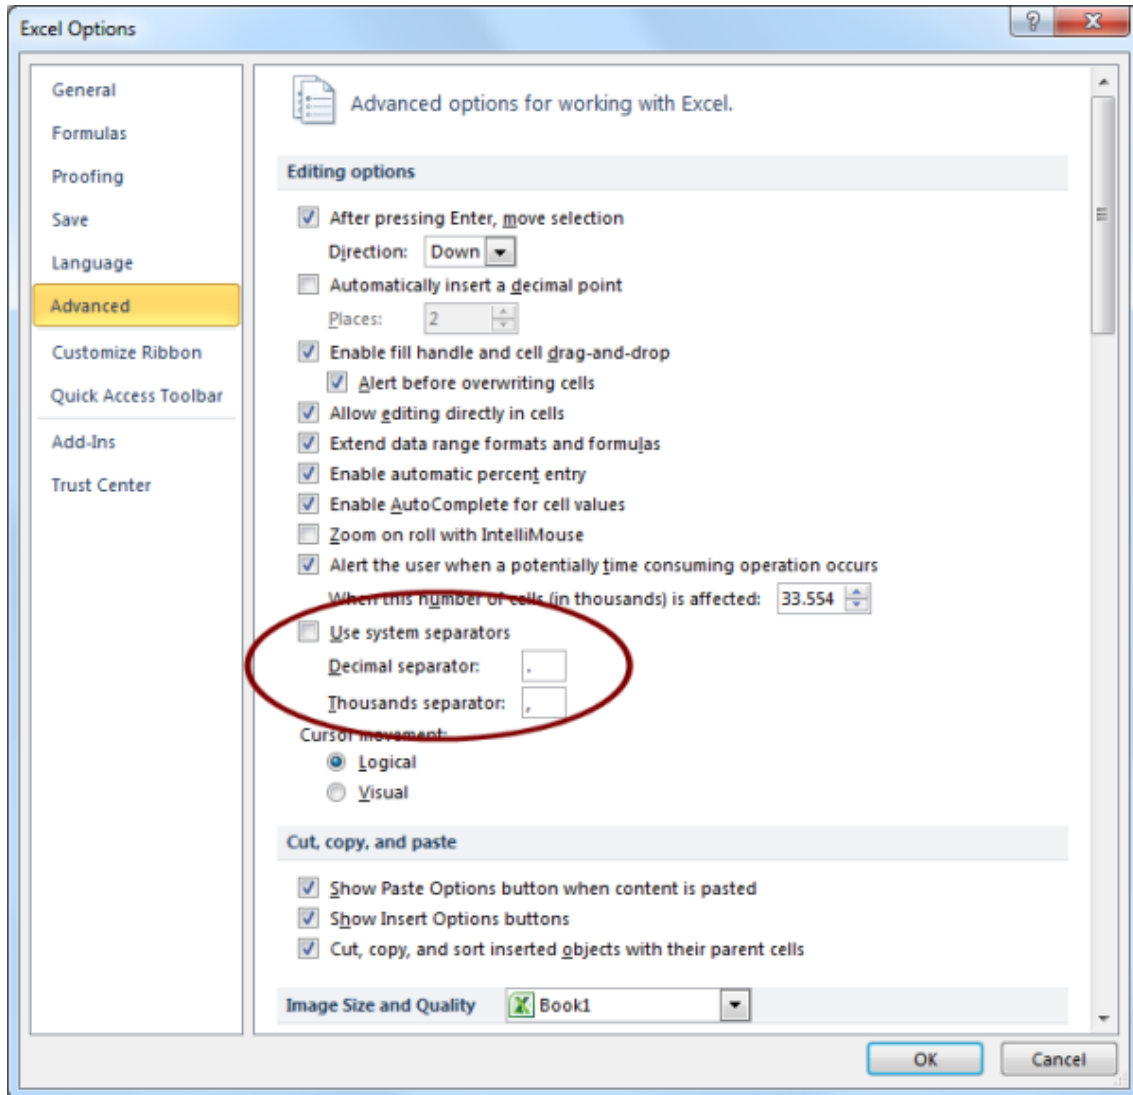 Excel Options
General
Formulas
Proofing
Save
Language
Advanced
Customize Ribbon
Quick Access Toolbar
Add-Ins
Trust Center
Advanced options for working with Excel.
Editing options
After pressing Enter, move selection
Direction: Down
Automatically insert a decimal point
Places: 2
Enable fill handle and cell drag-and-drop
Alert before overwriting cells
Allow editing directly in cells
Extend data range formats and formulas
Enable automatic percent entry
Enable AutoComplete for cell values
Zoom on roll with IntelliMouse
Alert the user when a potentially time consuming operation occurs
When this number of cells (in thousands) is affected: 33.554
Use system separators
Decimal separator: .
Thousands separator: ,
Cursor movement:
Logical
Visual
Cut, copy, and paste
Show Paste Options button when content is pasted
Show Insert Options buttons
Cut, copy, and sort inserted objects with their parent cells
Image Size and Quality Book1
OK Cancel